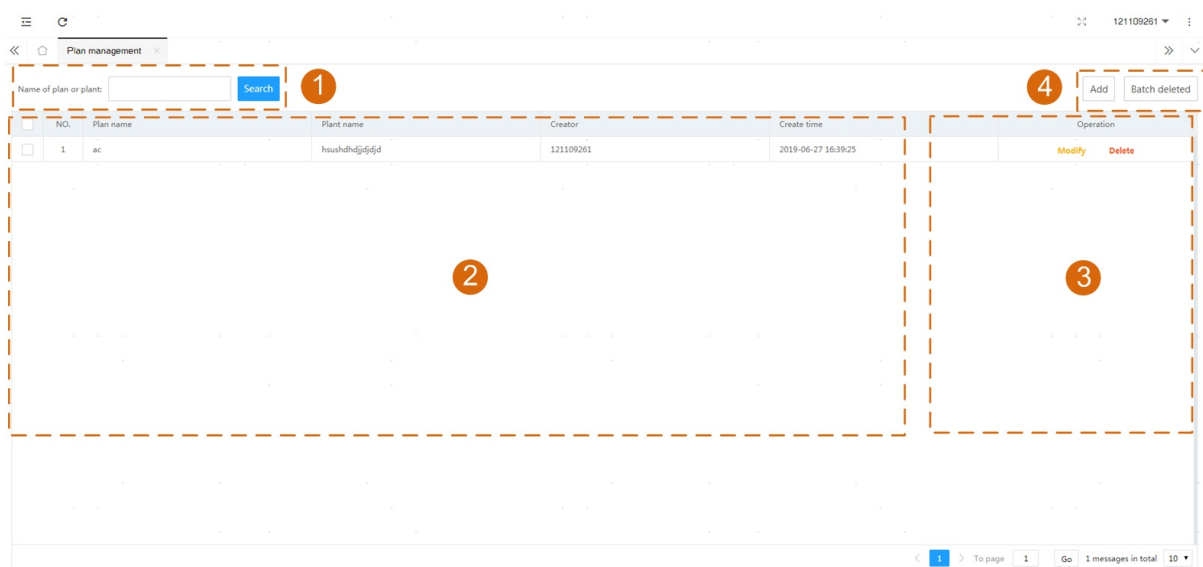 121109261
Plan management
Name of plan or plant: Search 1 4 Add Batch deleted
NO. Plan name Plant name Creator Create time Operation
1 ac hsushdhdjjdjdjd 121109261 2019-06-27 16:39:25 Modify Delete
2 3
1 To page 1 Go 1 messages in total 10